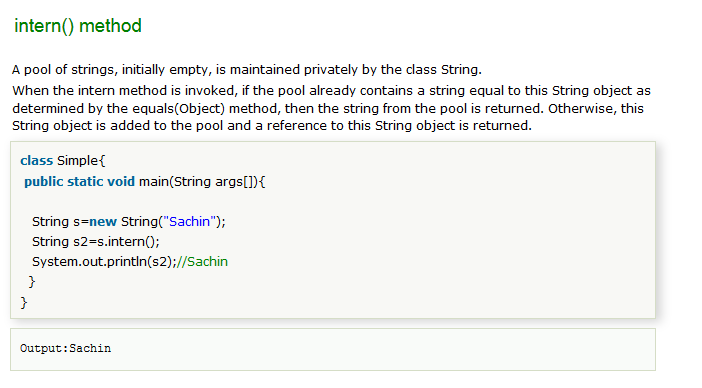 intern() method
A pool of strings, initially empty, is maintained privately by the class String.
When the intern method is invoked, if the pool already contains a string equal to this String object as
determined by the equals(Object) method, then the string from the pool is returned. Otherwise, this
String object is added to the pool and a reference to this String object is returned.
class Simple{
public static void main(String args[]){
String s=new String("Sachin");
String s2=s.intern();
System.out.println(s2);//Sachin
}
}
Output:Sachin